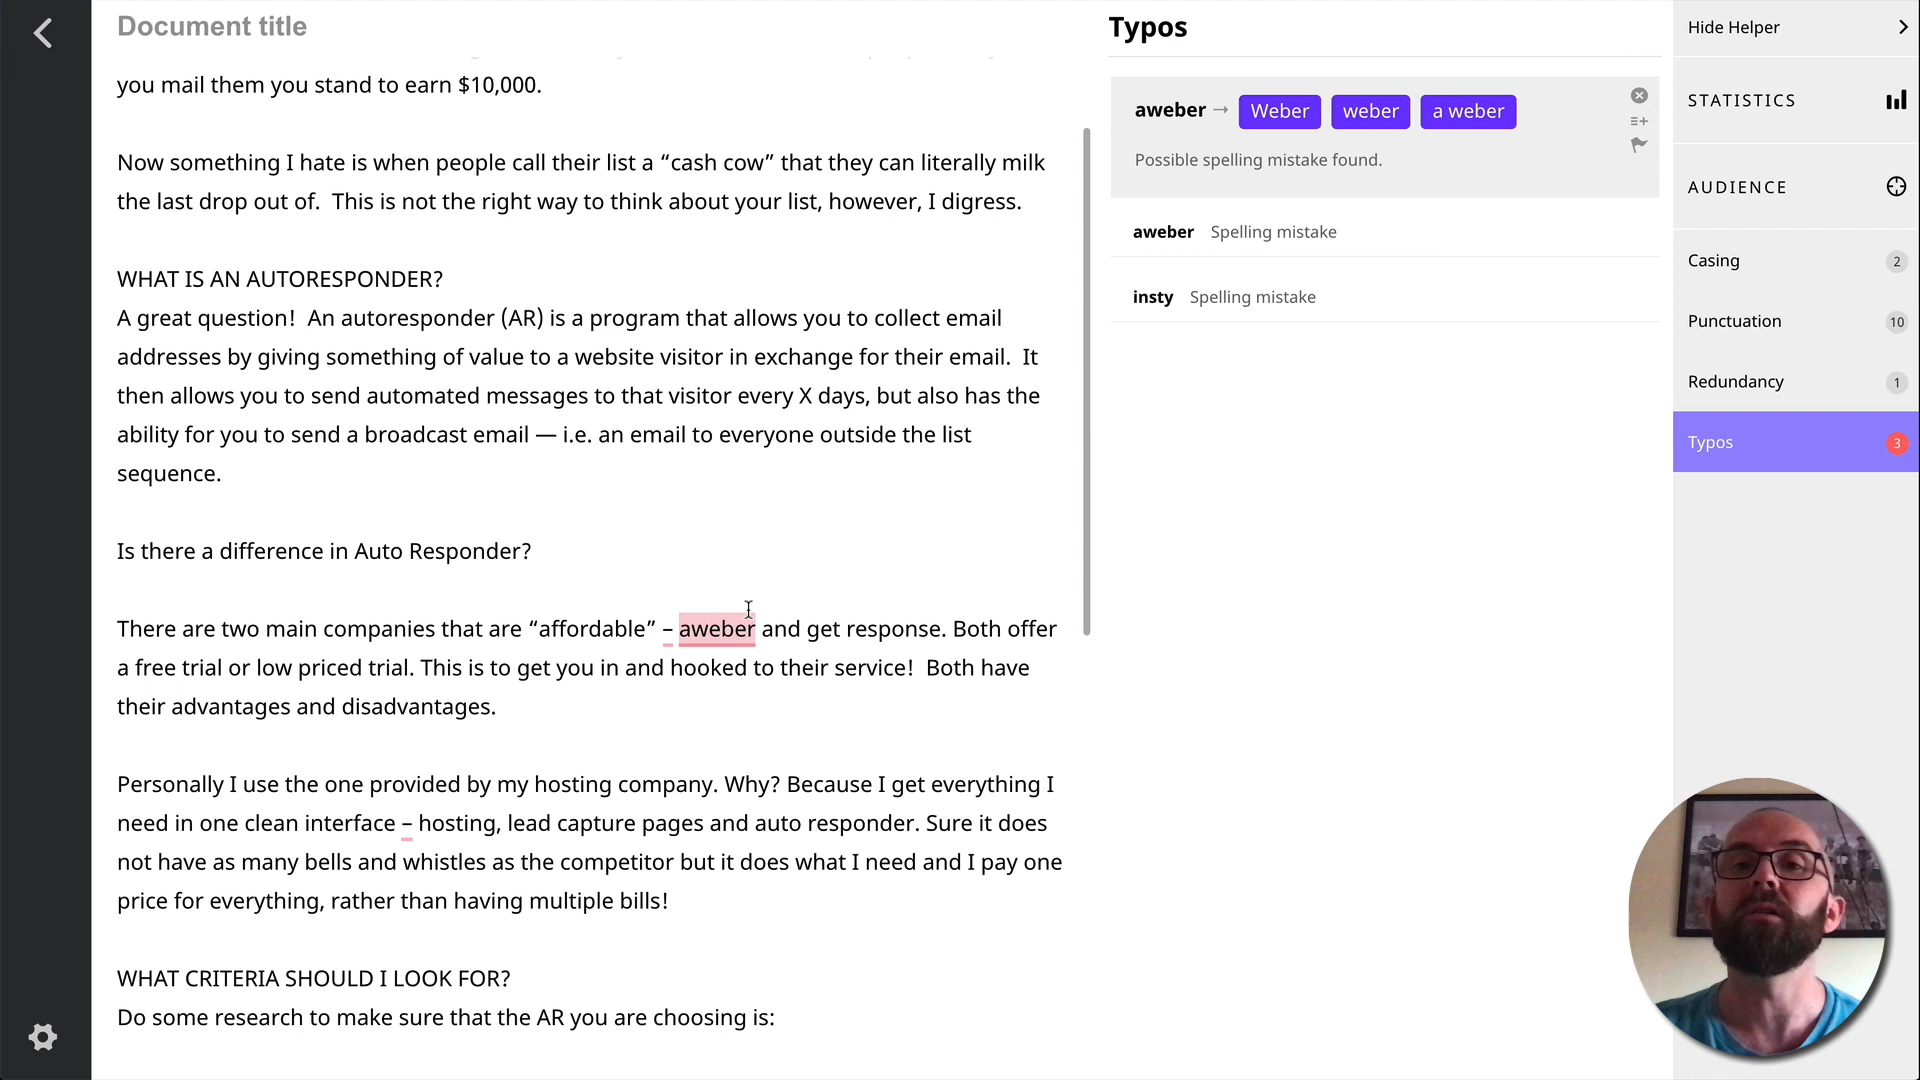 Document title
you mail them you stand to earn $10,000.
Now something I hate is when people call their list a “cash cow” that they can literally milk
the last drop out of.  This is not the right way to think about your list, however, I digress.
WHAT IS AN AUTORESPONDER?
A great question!  An autoresponder (AR) is a program that allows you to collect email
addresses by giving something of value to a website visitor in exchange for their email.  It
then allows you to send automated messages to that visitor every X days, but also has the
ability for you to send a broadcast email — i.e. an email to everyone outside the list
sequence.
Is there a difference in Auto Responder?
There are two main companies that are “affordable” – aweber and get response. Both offer
a free trial or low priced trial. This is to get you in and hooked to their service!  Both have
their advantages and disadvantages.
Personally I use the one provided by my hosting company. Why? Because I get everything I
need in one clean interface – hosting, lead capture pages and auto responder. Sure it does
not have as many bells and whistles as the competitor but it does what I need and I pay one
price for everything, rather than having multiple bills!
WHAT CRITERIA SHOULD I LOOK FOR?
Do some research to make sure that the AR you are choosing is:
Typos
aweber → Weber weber a weber
Possible spelling mistake found.
aweber Spelling mistake
insty Spelling mistake
Hide Helper
STATISTICS
AUDIENCE
Casing 2
Punctuation 10
Redundancy 1
Typos 3